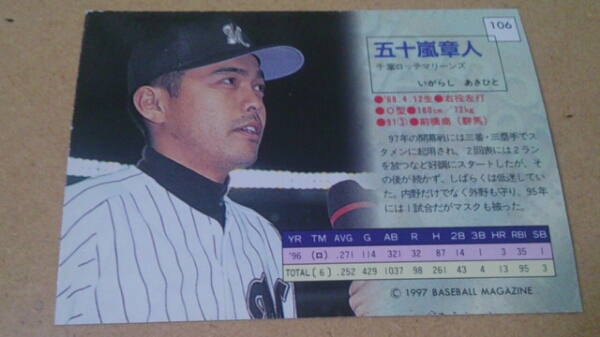 106
五十嵐章人
千葉ロッテマリーンズ
いがらし あきひと
●'68.4.12生●右投左打
●O型●180cm／72kg
●91③●前橋商(群馬)
97年の開幕戦には三番・三塁手でス
タメンに起用され、2回表には2ラン
を放つなど好調にスタートしたが、そ
の後が続かず、しばらくは低迷してい
た。内野だけでなく外野も守り、95年
には1試合だがマスクも被った。
YR TM AVG G AB R H 2B 3B HR RBI SB
'96 (ロ) .271 114 321 32 87 14 1 3 35 1
TOTAL (6) .252 429 1037 98 261 43 4 13 95 3
© 1997 BASEBALL MAGAZINE